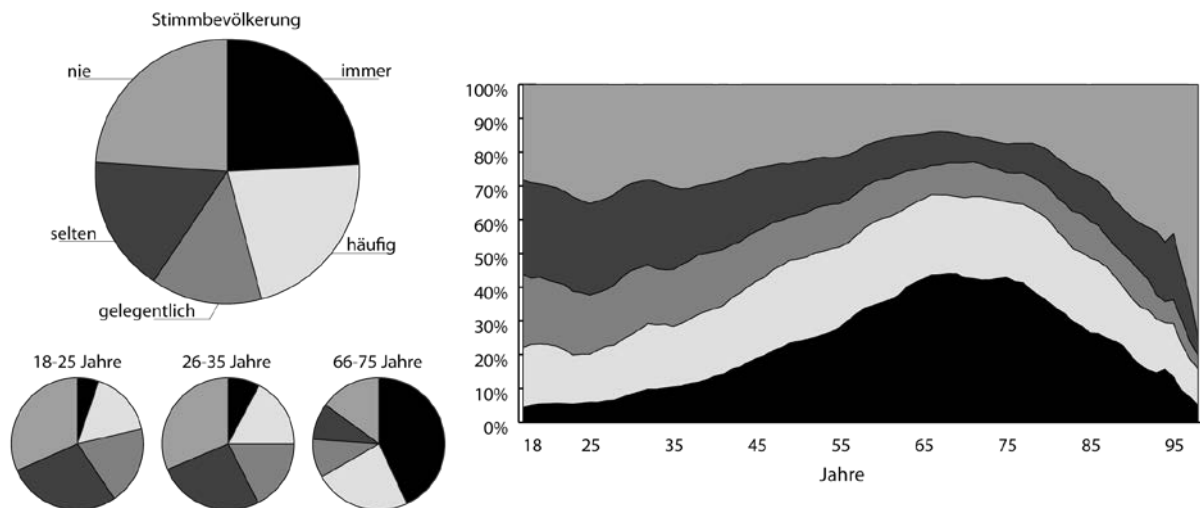 Stimmbevölkerung
nie
immer
selten
häufig
gelegentlich
18-25 Jahre
26-35 Jahre
66-75 Jahre
100%
90%
80%
70%
60%
50%
40%
30%
20%
10%
0%
18 25 35 45 55 65 75 85 95
Jahre